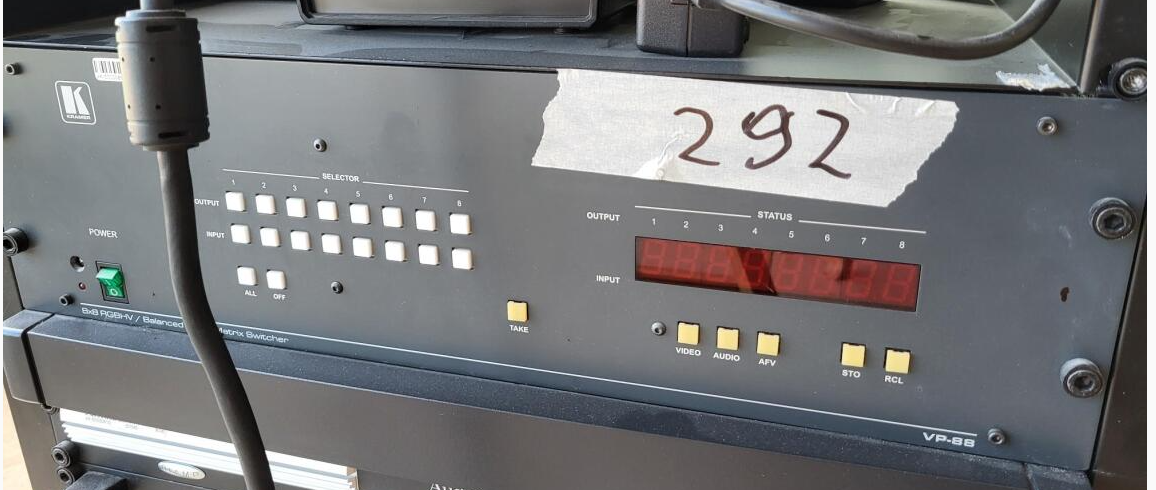 K
KRAMER
292
SELECTOR
1 2 3 4 5 6 7 8
OUTPUT
INPUT
ALL OFF
POWER
8x8 RGBHV / Balanced Matrix Switcher
TAKE
STATUS
OUTPUT 1 2 3 4 5 6 7 8
INPUT
VIDEO AUDIO AFV STO RCL
VP-88